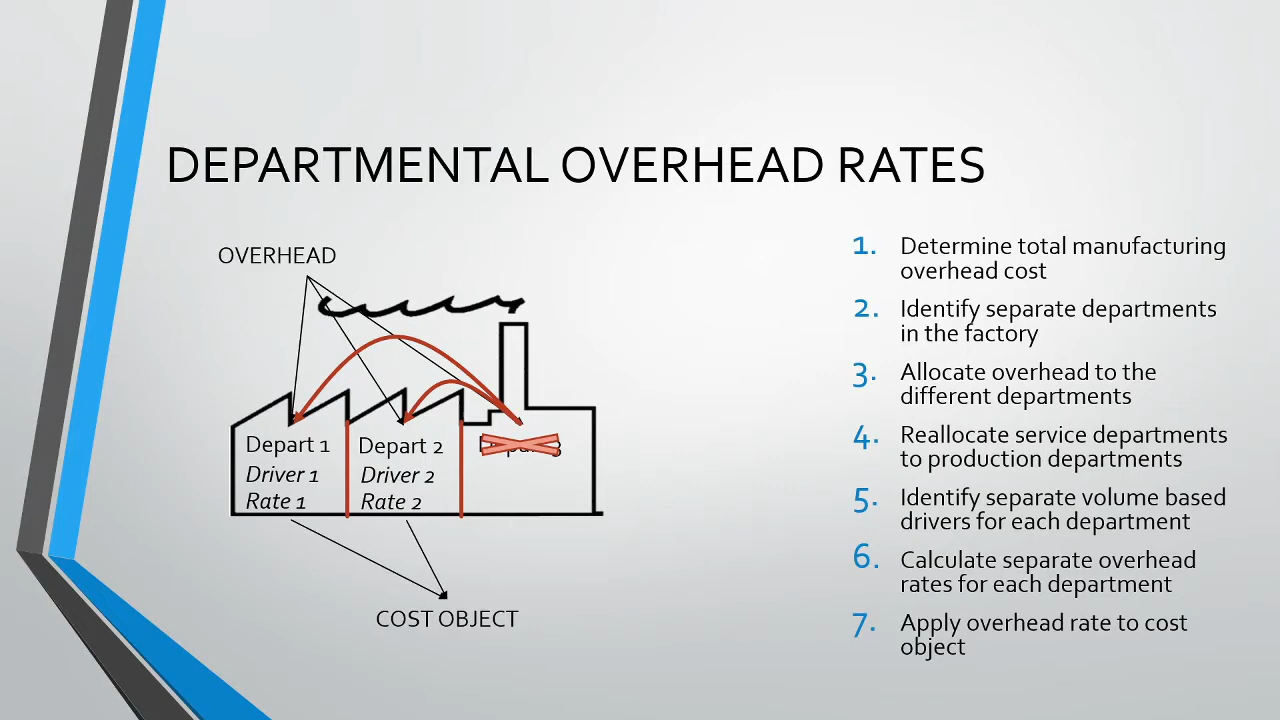 DEPARTMENTAL OVERHEAD RATES
OVERHEAD
Depart 1
Driver 1
Rate 1
Depart 2
Driver 2
Rate 2
COST OBJECT
1. Determine total manufacturing
overhead cost
2. Identify separate departments
in the factory
3. Allocate overhead to the
different departments
4. Reallocate service departments
to production departments
5. Identify separate volume based
drivers for each department
6. Calculate separate overhead
rates for each department
7. Apply overhead rate to cost
object